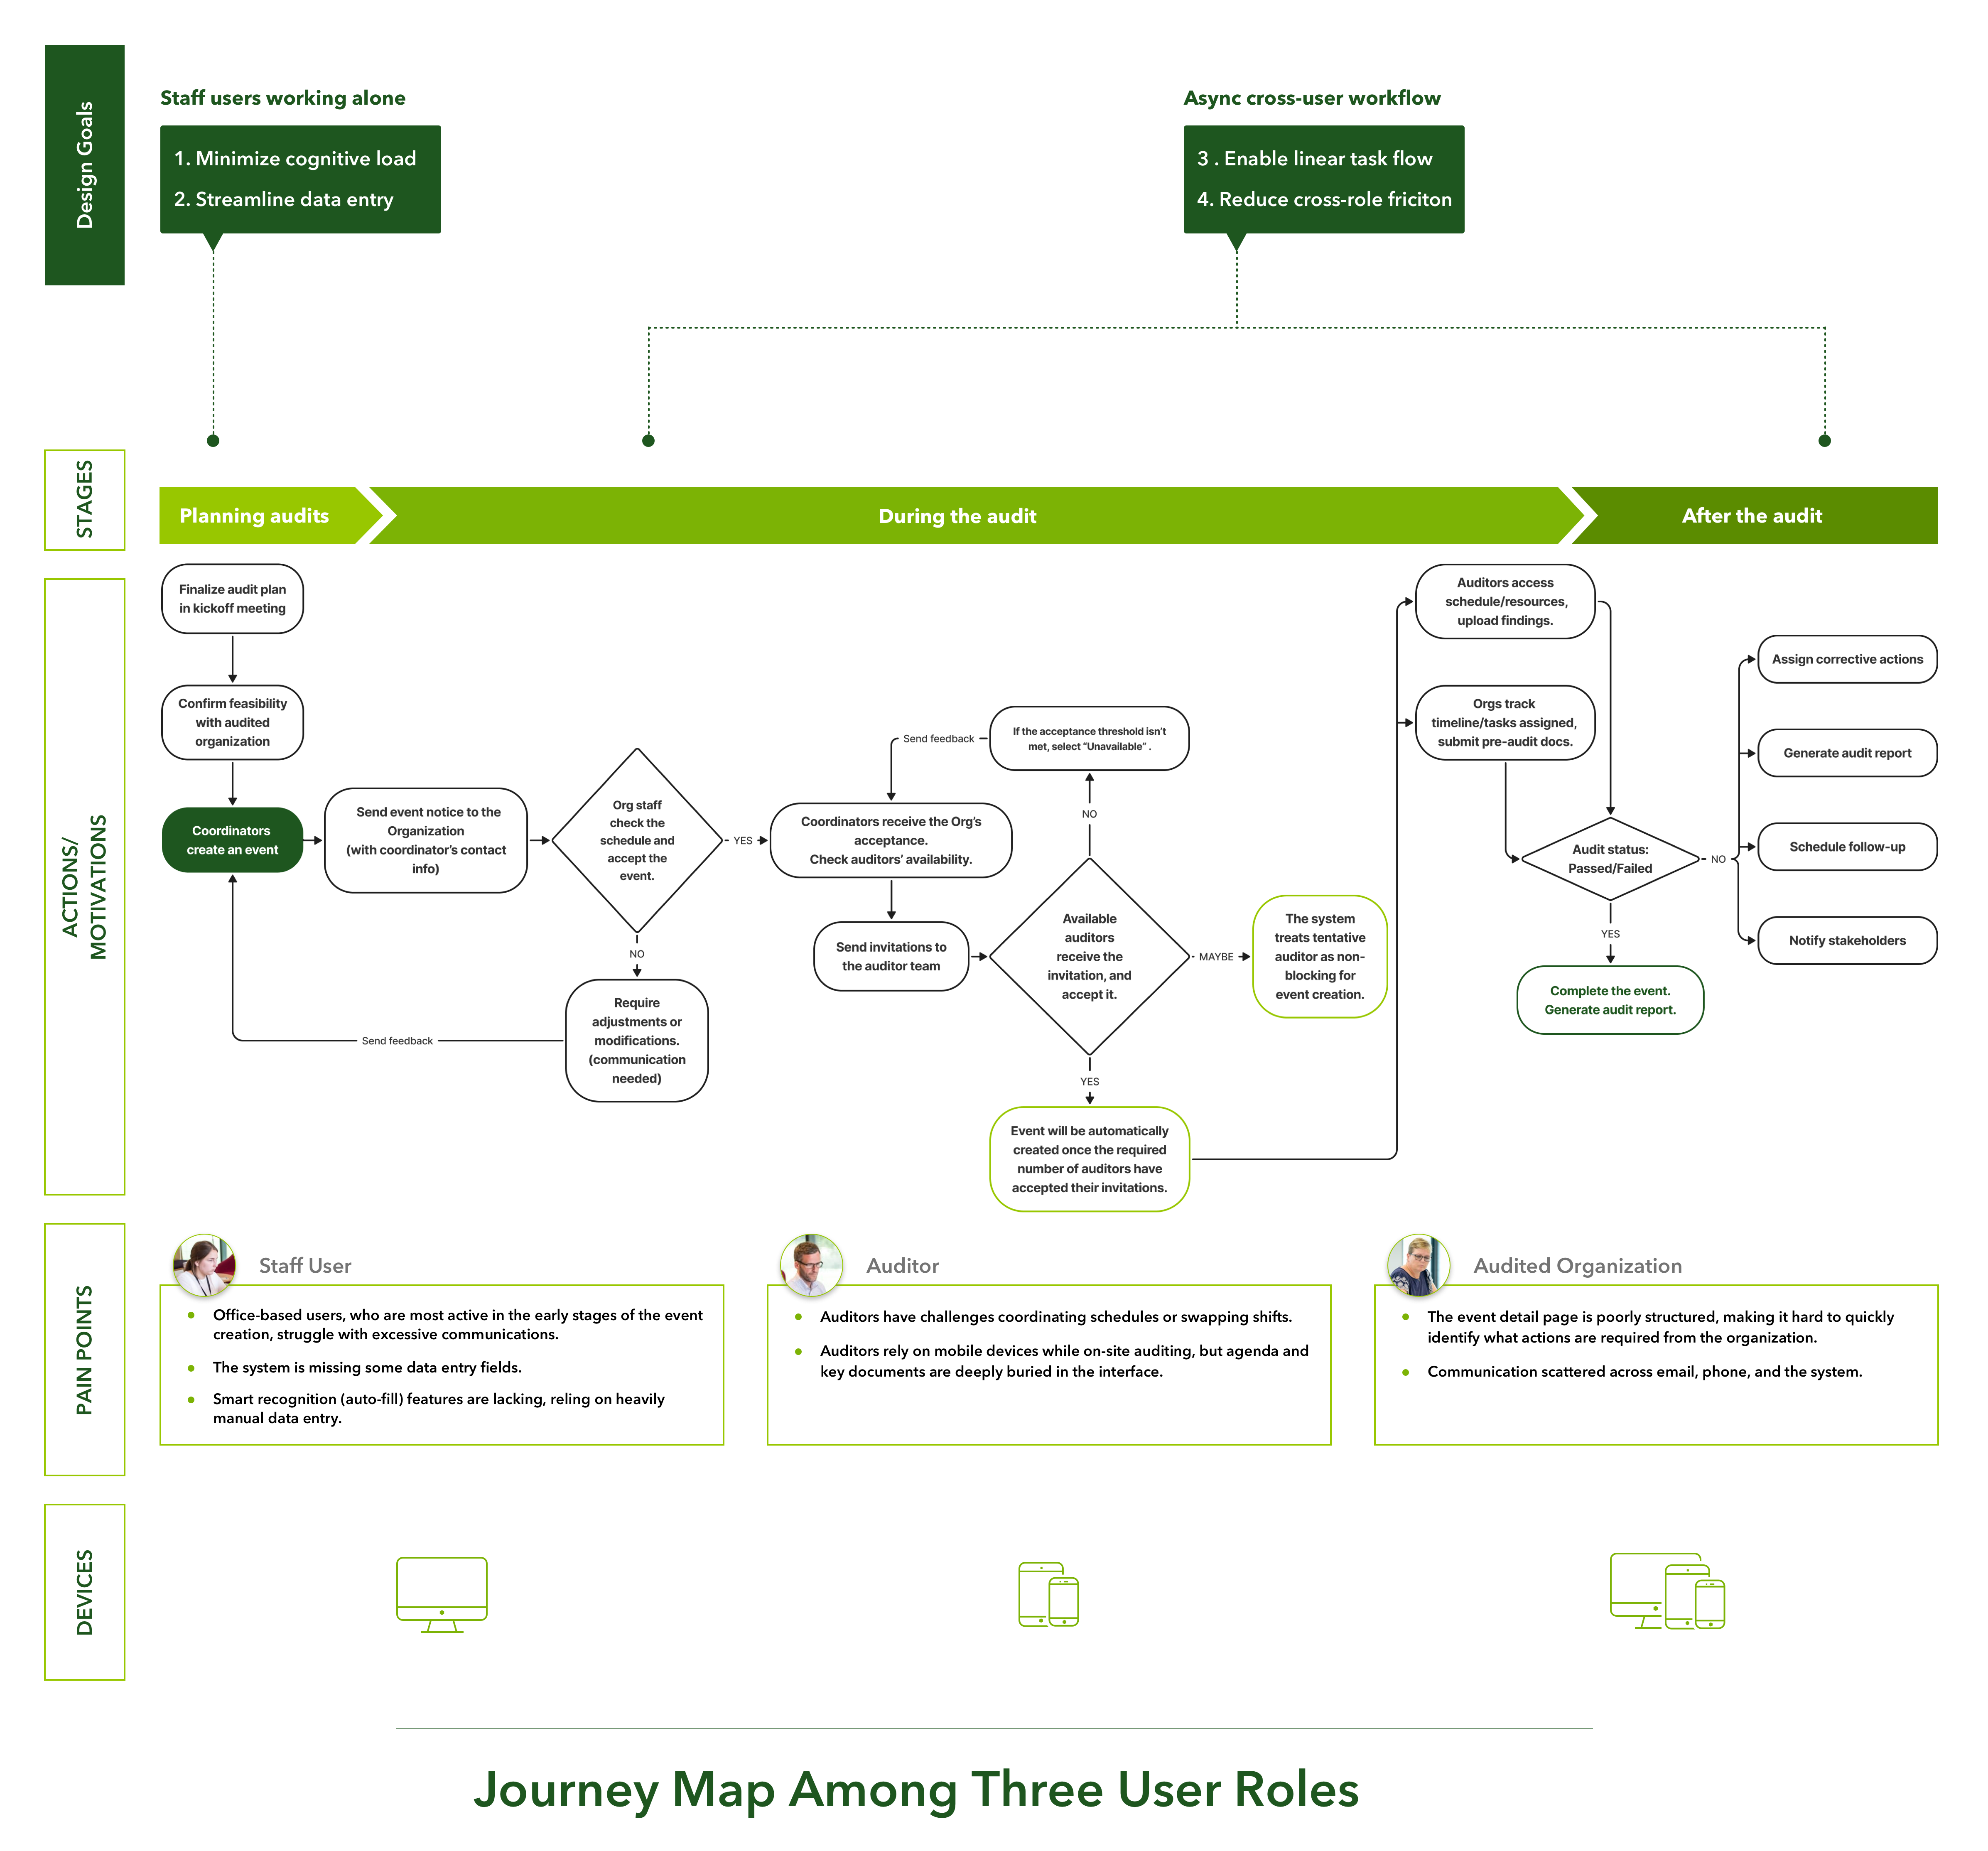 Design Goals
Staff users working alone
1. Minimize cognitive load
2. Streamline data entry
Async cross-user workflow
3 . Enable linear task flow
4. Reduce cross-role friciton
STAGES
Planning audits
During the audit
After the audit
ACTIONS/
MOTIVATIONS
Finalize audit plan
in kickoff meeting
Confirm feasibility
with audited
organization
Coordinators
create an event
Send event notice to the
Organization
(with coordinator’s contact
info)
Org staff
check the
schedule and
accept the
event.
YES
NO
Require
adjustments or
modifications.
(communication
needed)
Send feedback
Coordinators receive the Org’s
acceptance.
Check auditors’ availability.
Send invitations to
the auditor team
Available
auditors
receive the
invitation, and
accept it.
NO
If the acceptance threshold isn’t
met, select “Unavailable” .
Send feedback
MAYBE
The system
treats tentative
auditor as non-
blocking for
event creation.
YES
Event will be automatically
created once the required
number of auditors have
accepted their invitations.
Auditors access
schedule/resources,
upload findings.
Orgs track
timeline/tasks assigned,
submit pre-audit docs.
Audit status:
Passed/Failed
YES
Complete the event.
Generate audit report.
NO
Assign corrective actions
Generate audit report
Schedule follow-up
Notify stakeholders
PAIN POINTS
Staff User
Office-based users, who are most active in the early stages of the event
creation, struggle with excessive communications.
The system is missing some data entry fields.
Smart recognition (auto-fill) features are lacking, reling on heavily
manual data entry.
Auditor
Auditors have challenges coordinating schedules or swapping shifts.
Auditors rely on mobile devices while on-site auditing, but agenda and
key documents are deeply buried in the interface.
Audited Organization
The event detail page is poorly structured, making it hard to quickly
identify what actions are required from the organization.
Communication scattered across email, phone, and the system.
DEVICES
Journey Map Among Three User Roles